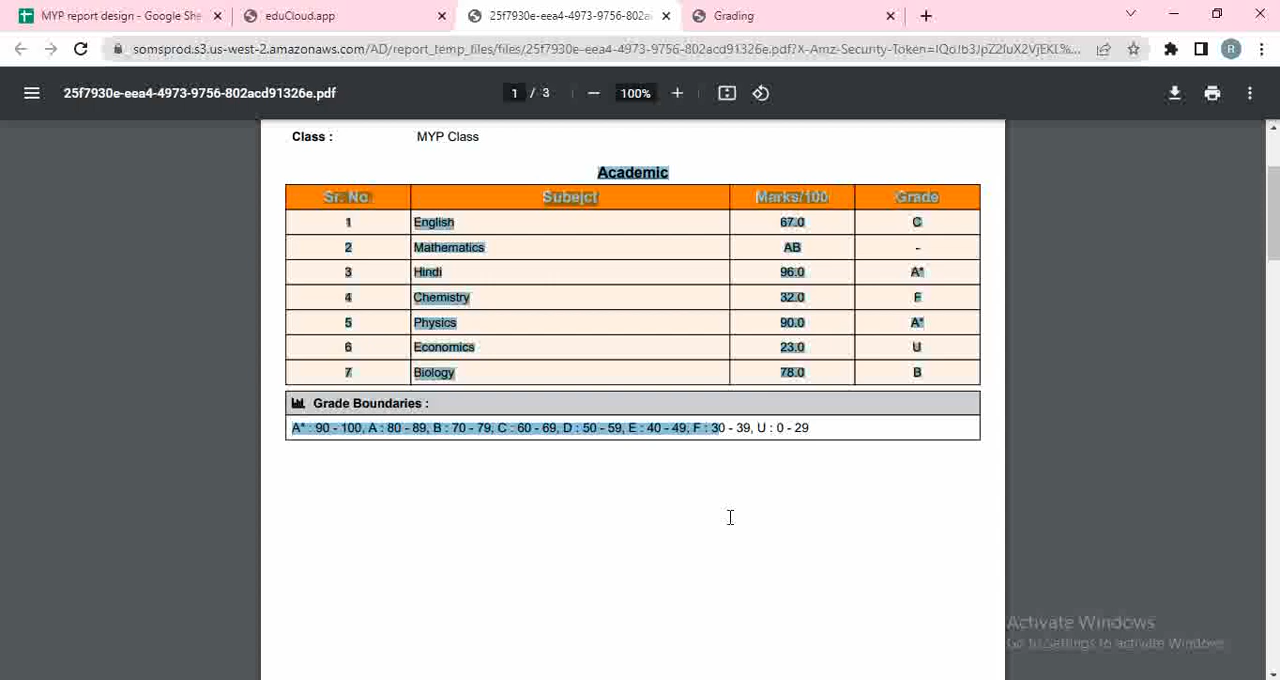 MYP report design - Google She
eduCloud.app
25f7930e-eea4-4973-9756-802a
Grading
somsprod.s3.us-west-2.amazonaws.com/AD/report_temp_files/files/25f7930e-eea4-4973-9756-802acd91326e.pdf?X-Amz-Security-Token=
R
25f7930e-eea4-4973-9756-802acd91326e.pdf
1 / 3
100%
Class : MYP Class
Academic
Sr. No Subejct Marks/100 Grade
1 English 67.0 C
2 Mathematics AB -
3 Hindi 96.0 A*
4 Chemistry 32.0 F
5 Physics 90.0 A*
6 Economics 23.0 U
7 Biology 78.0 B
Grade Boundaries :
A* : 90 - 100, A : 80 - 89, B : 70 - 79, C : 60 - 69, D : 50 - 59, E : 40 - 49, F : 30 - 39, U : 0 - 29
Activate Windows
Go to Settings to activate Windows.